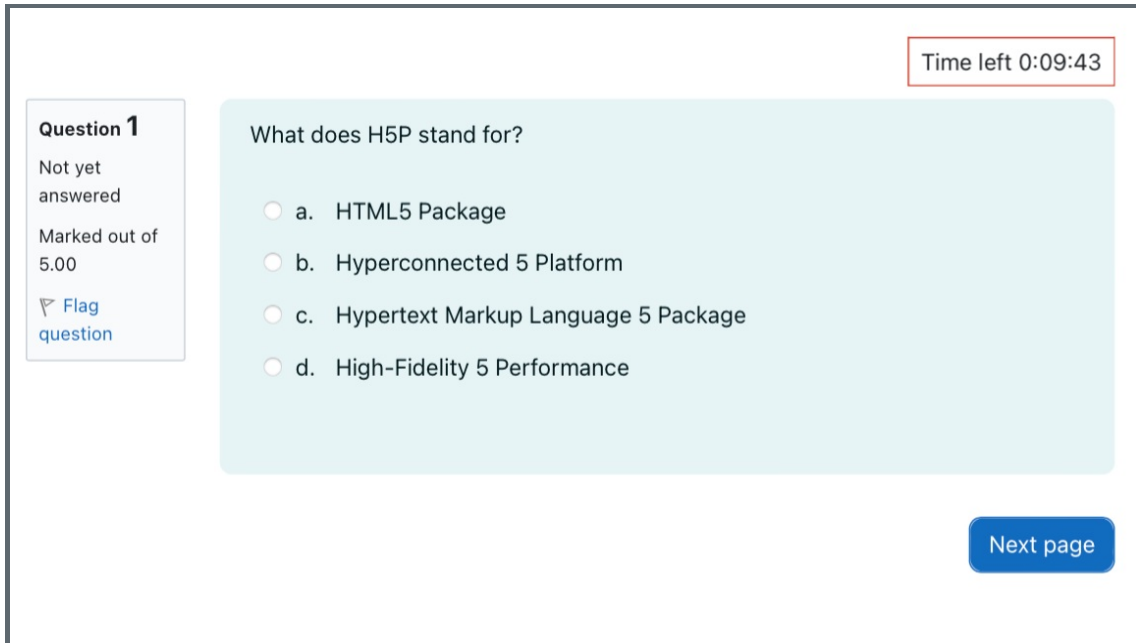 Time left 0:09:43
Question 1
Not yet
answered
Marked out of
5.00
Flag
question
What does H5P stand for?
a. HTML5 Package
b. Hyperconnected 5 Platform
c. Hypertext Markup Language 5 Package
d. High-Fidelity 5 Performance
Next page